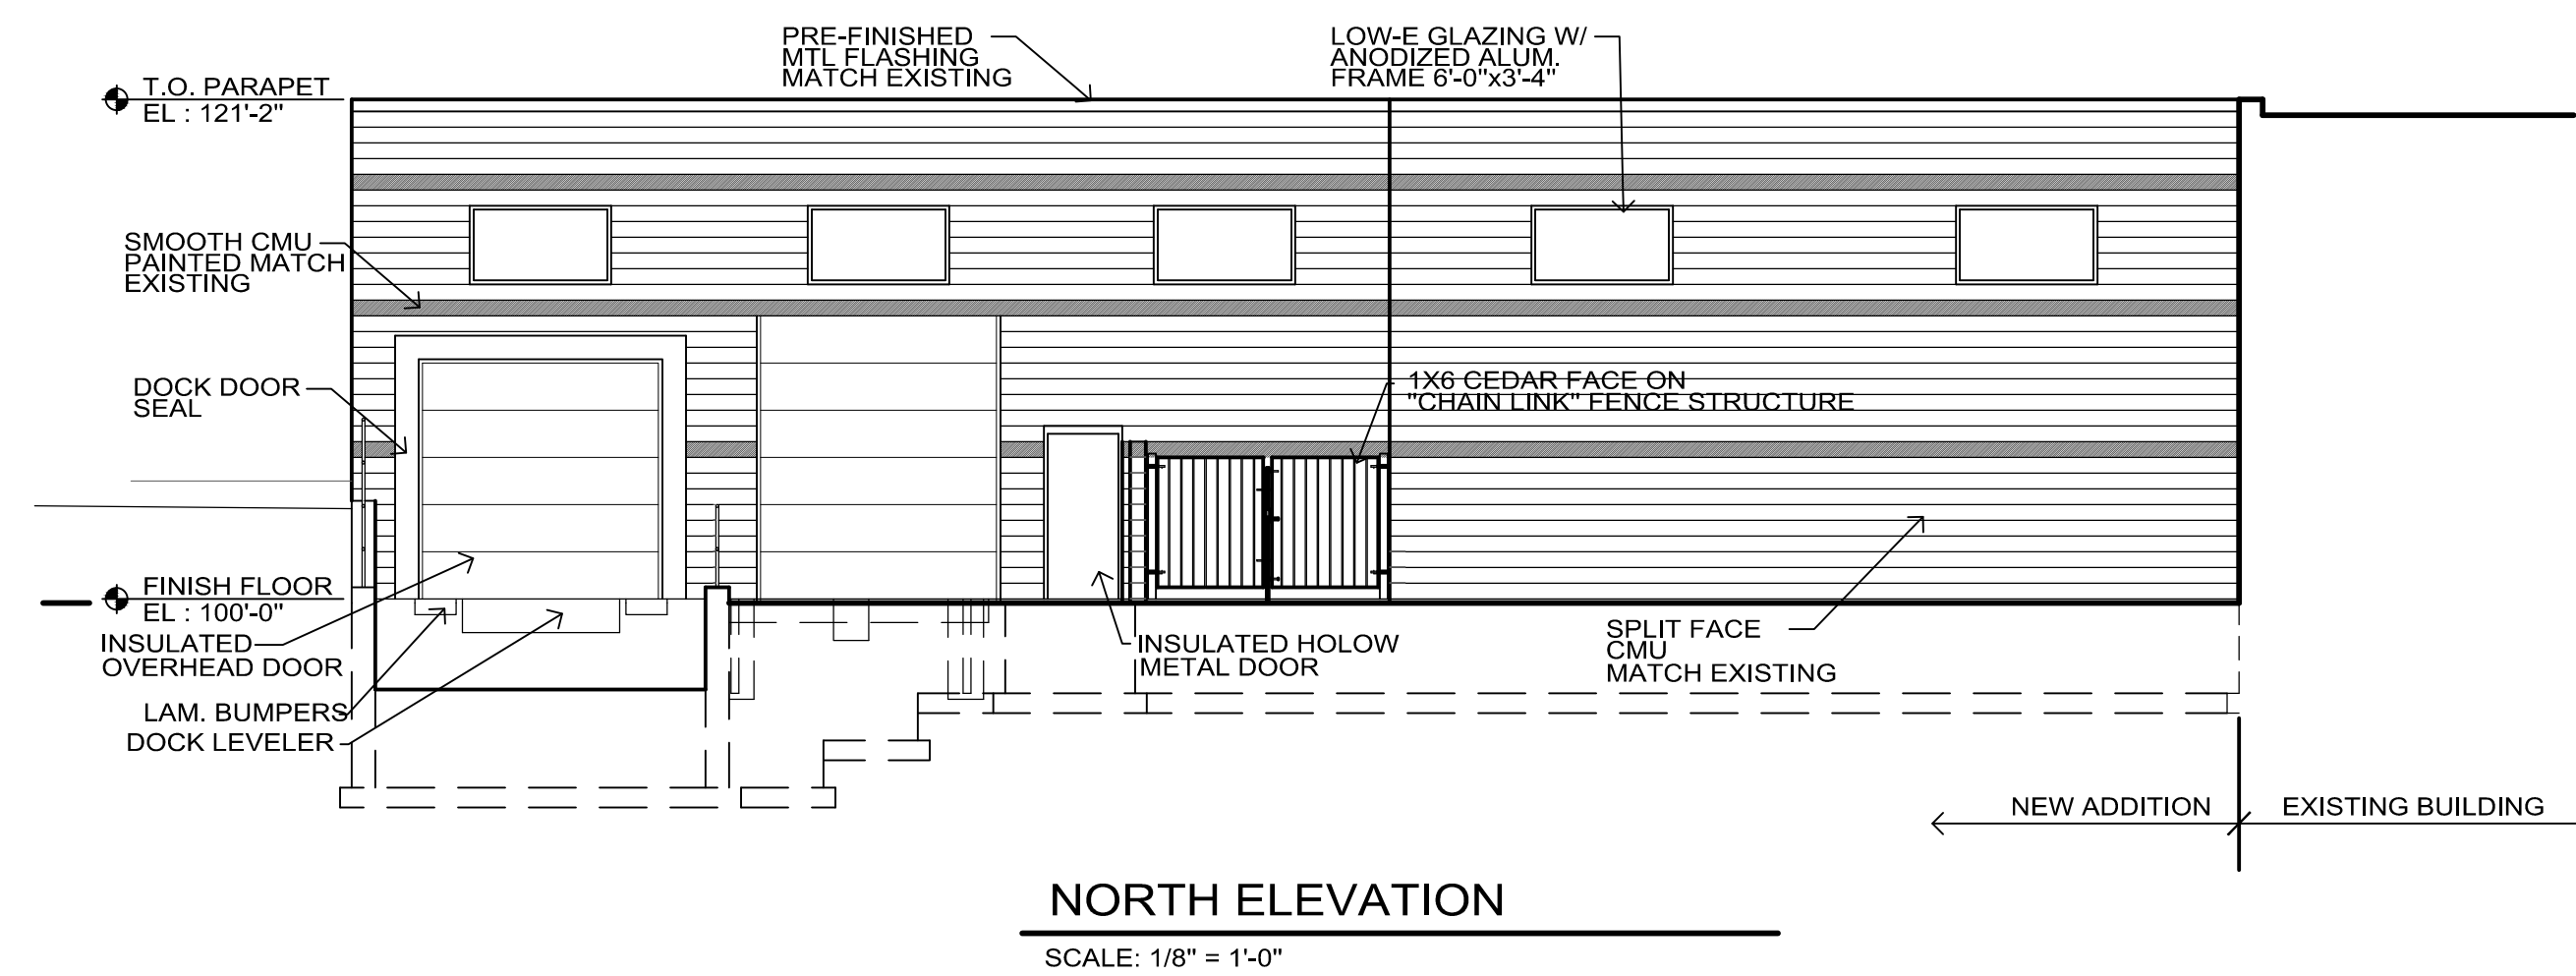 PRE-FINISHED
MTL FLASHING
MATCH EXISTING
LOW-E GLAZING W/
ANODIZED ALUM.
FRAME 6'-0"x3'-4"
T.O. PARAPET
EL : 121'-2"
SMOOTH CMU
PAINTED MATCH
EXISTING
DOCK DOOR
SEAL
1X6 CEDAR FACE ON
"CHAIN LINK" FENCE STRUCTURE
FINISH FLOOR
EL : 100'-0"
INSULATED
OVERHEAD DOOR
LAM. BUMPERS
DOCK LEVELER
INSULATED HOLOW
METAL DOOR
SPLIT FACE
CMU
MATCH EXISTING
NEW ADDITION
EXISTING BUILDING
NORTH ELEVATION
SCALE: 1/8" = 1'-0"